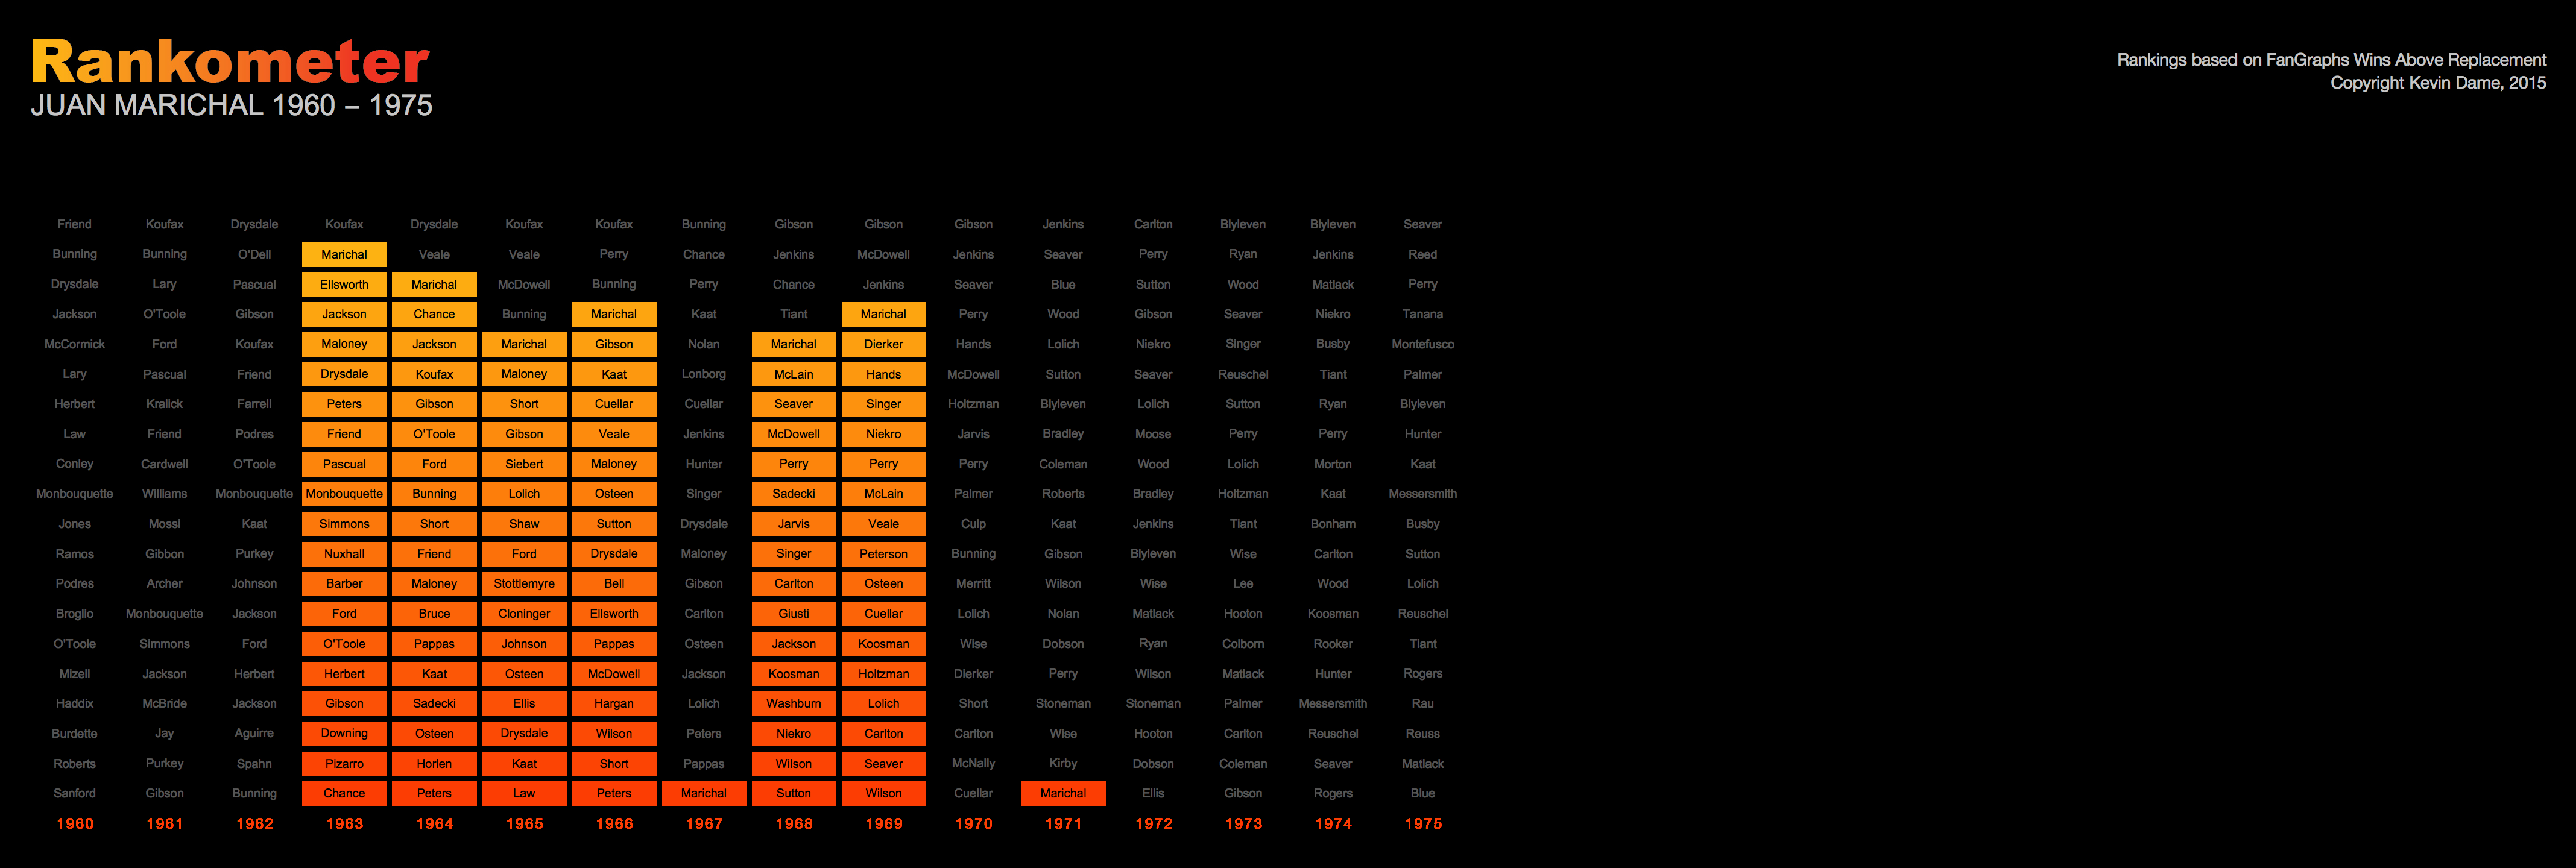 Rankometer
JUAN MARICHAL 1960 – 1975
Rankings based on FanGraphs Wins Above Replacement
Copyright Kevin Dame, 2015
Friend Koufax Drysdale Koufax Drysdale Koufax Koufax Bunning Gibson Gibson Gibson Jenkins Carlton Blyleven Blyleven Seaver
Bunning Bunning O'Dell Marichal Veale Veale Perry Chance Jenkins McDowell Jenkins Seaver Perry Ryan Jenkins Reed
Drysdale Lary Pascual Ellsworth Marichal McDowell Bunning Perry Chance Jenkins Seaver Blue Sutton Wood Matlack Perry
Jackson O'Toole Gibson Jackson Chance Bunning Marichal Kaat Tiant Marichal Perry Wood Gibson Seaver Niekro Tanana
McCormick Ford Koufax Maloney Jackson Marichal Gibson Nolan Marichal Dierker Hands Lolich Niekro Singer Busby Montefusco
Lary Pascual Friend Drysdale Koufax Maloney Kaat Lonborg McLain Hands McDowell Sutton Seaver Reuschel Tiant Palmer
Herbert Kralick Farrell Peters Gibson Short Cuellar Cuellar Seaver Singer Holtzman Blyleven Lolich Sutton Ryan Blyleven
Law Friend Podres Friend O'Toole Gibson Veale Jenkins McDowell Niekro Jarvis Bradley Moose Perry Perry Hunter
Conley Cardwell O'Toole Pascual Ford Siebert Maloney Hunter Perry Perry Perry Coleman Wood Lolich Morton Kaat
Monbouquette Williams Monbouquette Monbouquette Bunning Lolich Osteen Singer Sadecki McLain Palmer Roberts Bradley Holtzman Kaat Messersmith
Jones Mossi Kaat Simmons Short Shaw Sutton Drysdale Jarvis Veale Culp Kaat Jenkins Tiant Bonham Busby
Ramos Gibbon Purkey Nuxhall Friend Ford Drysdale Maloney Singer Peterson Bunning Gibson Blyleven Wise Carlton Sutton
Podres Archer Johnson Barber Maloney Stottlemyre Bell Gibson Carlton Osteen Merritt Wilson Wise Lee Wood Lolich
Broglio Monbouquette Jackson Ford Bruce Cloninger Ellsworth Carlton Giusti Cuellar Lolich Nolan Matlack Hooton Koosman Reuschel
O'Toole Simmons Ford O'Toole Pappas Johnson Pappas Osteen Jackson Koosman Wise Dobson Ryan Colborn Rooker Tiant
Mizell Jackson Herbert Herbert Kaat Osteen McDowell Jackson Koosman Holtzman Dierker Perry Wilson Matlack Hunter Rogers
Haddix McBride Jackson Gibson Sadecki Ellis Hargan Lolich Washburn Lolich Short Stoneman Stoneman Palmer Messersmith Rau
Burdette Jay Aguirre Downing Osteen Drysdale Wilson Peters Niekro Carlton Carlton Wise Hooton Carlton Reuschel Reuss
Roberts Purkey Spahn Pizarro Horlen Kaat Short Pappas Wilson Seaver McNally Kirby Dobson Coleman Seaver Matlack
Sanford Gibson Bunning Chance Peters Law Peters Marichal Sutton Wilson Cuellar Marichal Ellis Gibson Rogers Blue
1960 1961 1962 1963 1964 1965 1966 1967 1968 1969 1970 1971 1972 1973 1974 1975